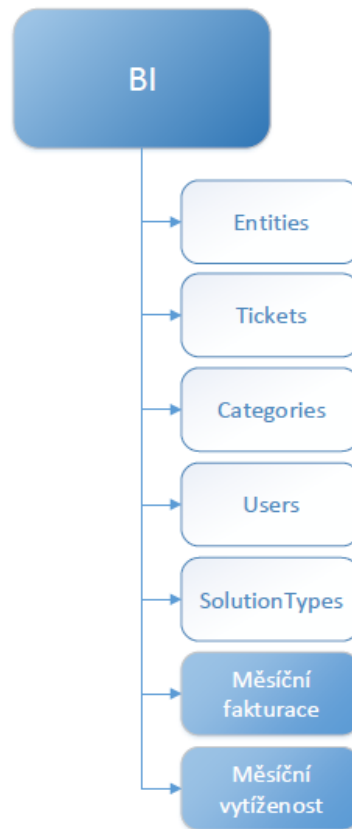 BI
Entities
Tickets
Categories
Users
SolutionTypes
Měsíční
fakturace
Měsíční
vytíženost